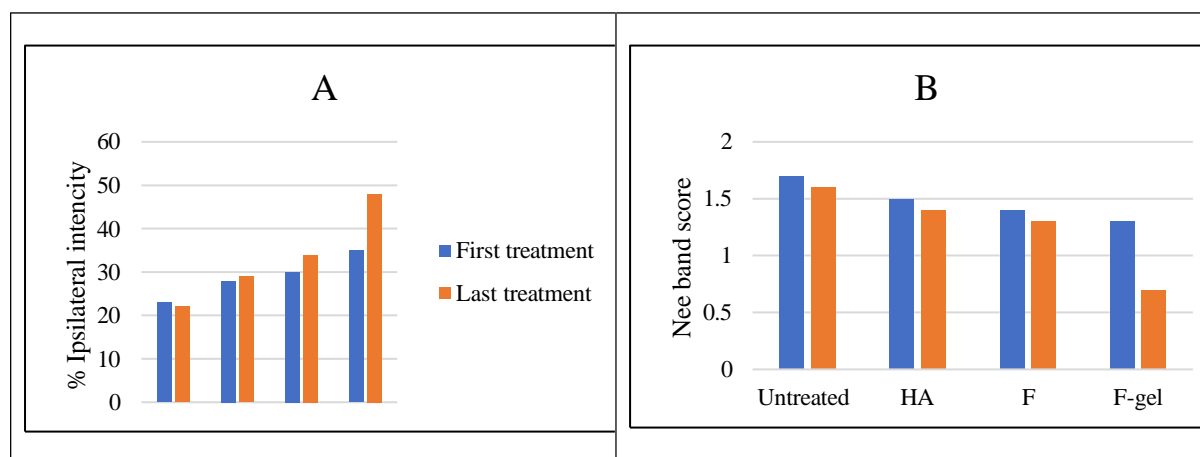 A
% Ipsilateral intencity
60
50
40
30
20
10
0
First treatment
Last treatment
B
Nee band score
2
1.5
1
0.5
0
Untreated HA F F-gel